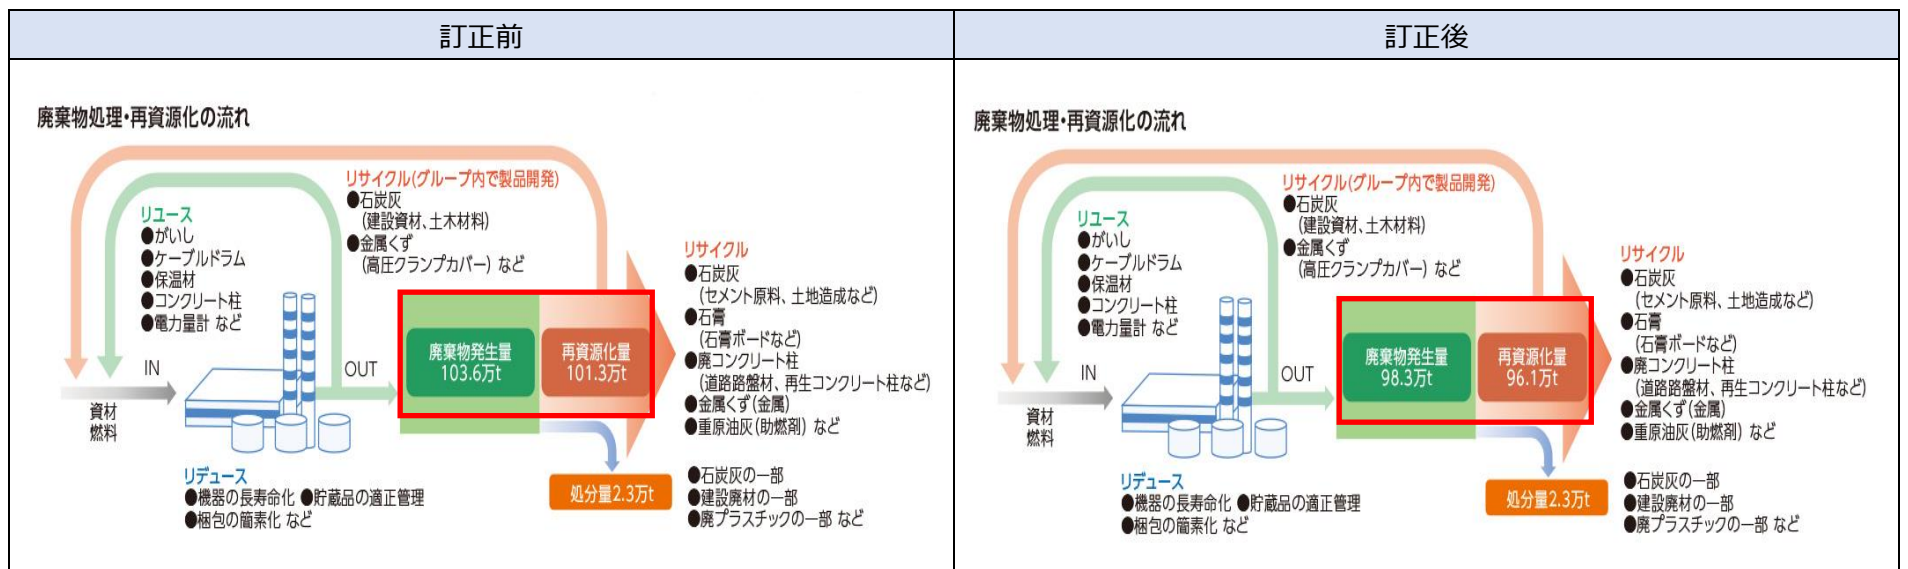 訂正前
廃棄物処理・再資源化の流れ
リサイクル(グループ内で製品開発)
●石炭灰
(建設資材、土木材料)
●金属くず
(高圧クランプカバー) など
リユース
●がいし
●ケーブルドラム
●保温材
●コンクリート柱
●電力量計 など
リサイクル
●石炭灰
(セメント原料、土地造成など)
●石膏
(石膏ボードなど)
●廃コンクリート柱
(道路路盤材、再生コンクリート柱など)
●金属くず(金属)
●重原油灰(助燃剤) など
IN
OUT
資材
燃料
廃棄物発生量
103.6万t
再資源化量
101.3万t
リデュース
●機器の長寿命化 ●貯蔵品の適正管理
●梱包の簡素化 など
処分量2.3万t
●石炭灰の一部
●建設廃材の一部
●廃プラスチックの一部 など
訂正後
廃棄物処理・再資源化の流れ
リサイクル(グループ内で製品開発)
●石炭灰
(建設資材、土木材料)
●金属くず
(高圧クランプカバー) など
リユース
●がいし
●ケーブルドラム
●保温材
●コンクリート柱
●電力量計 など
リサイクル
●石炭灰
(セメント原料、土地造成など)
●石膏
(石膏ボードなど)
●廃コンクリート柱
(道路路盤材、再生コンクリート柱など)
●金属くず(金属)
●重原油灰(助燃剤) など
IN
OUT
資材
燃料
廃棄物発生量
98.3万t
再資源化量
96.1万t
リデュース
●機器の長寿命化 ●貯蔵品の適正管理
●梱包の簡素化 など
処分量2.3万t
●石炭灰の一部
●建設廃材の一部
●廃プラスチックの一部 など